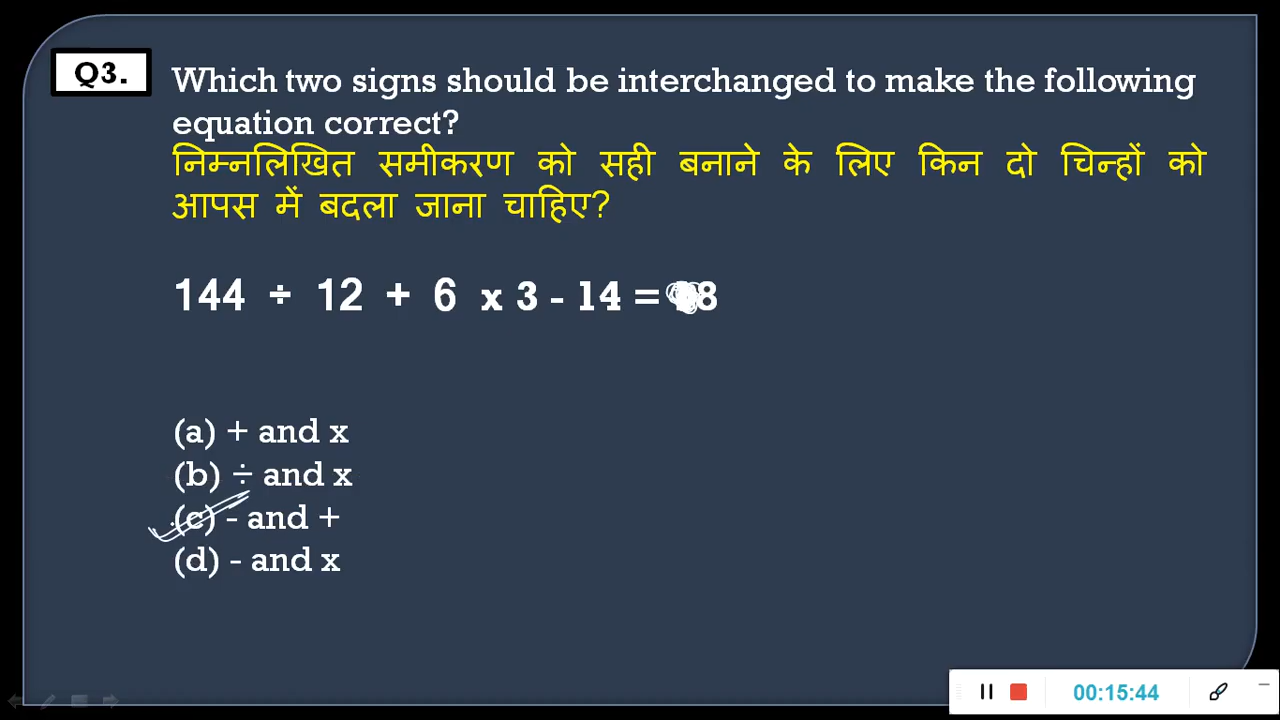 Q3.
Which two signs should be interchanged to make the following
equation correct?
निम्नलिखित समीकरण को सही बनाने के लिए किन दो चिन्हों को
आपस में बदला जाना चाहिए?
144 ÷ 12 + 6 x 3 - 14 = 8
(a) + and x
(b) ÷ and x
(c) - and +
(d) - and x
00:15:44